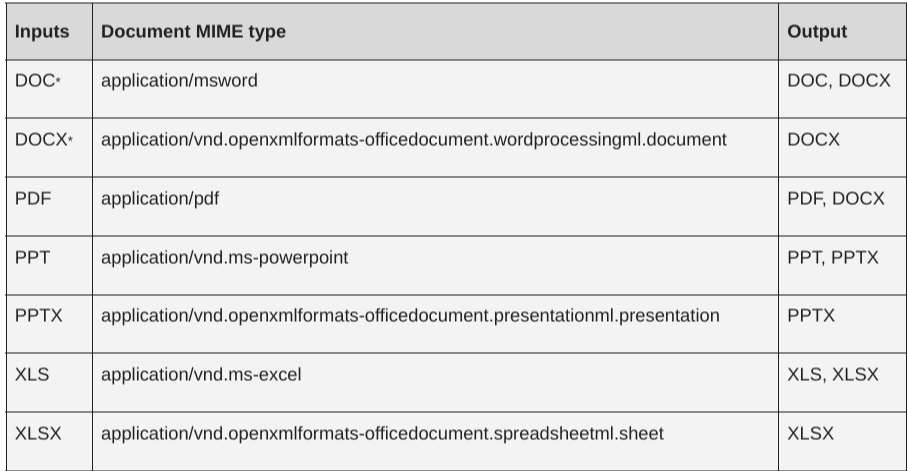 Inputs Document MIME type Output
DOC* application/msword DOC, DOCX
DOCX* application/vnd.openxmlformats-officedocument.wordprocessingml.document DOCX
PDF application/pdf PDF, DOCX
PPT application/vnd.ms-powerpoint PPT, PPTX
PPTX application/vnd.openxmlformats-officedocument.presentationml.presentation PPTX
XLS application/vnd.ms-excel XLS, XLSX
XLSX application/vnd.openxmlformats-officedocument.spreadsheetml.sheet XLSX